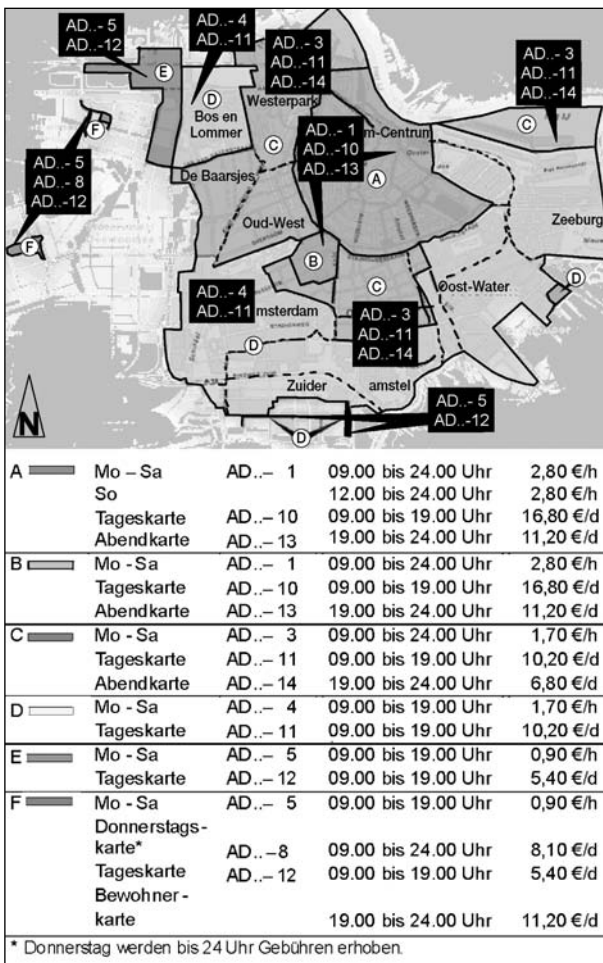 AD..- 5
AD..-12
AD..- 4
AD..-11
AD..- 3
AD..-11
AD..-14
AD..- 3
AD..-11
AD..-14
E
D
Bos en
Lommer
Westerpark
C
F
AD..- 1
AD..-10
AD..-13
m-Centrum
C
AD..- 5
AD..- 8
AD..-12
De Baarsjes
A
Oud-West
Zeeburg
F
B
D
AD..- 4
AD..-11
C
Oost-Water
msterdam
AD..- 3
AD..-11
AD..-14
D
Zuider
amstel
AD..- 5
AD..-12
N
D
A Mo – Sa AD..– 1 09.00 bis 24.00 Uhr 2,80 €/h
So 12.00 bis 24.00 Uhr 2,80 €/h
Tageskarte AD..–10 09.00 bis 19.00 Uhr 16,80 €/d
Abendkarte AD..–13 19.00 bis 24.00 Uhr 11,20 €/d
B Mo - Sa AD..– 1 09.00 bis 24.00 Uhr 2,80 €/h
Tageskarte AD..–10 09.00 bis 19.00 Uhr 16,80 €/d
Abendkarte AD..–13 19.00 bis 24.00 Uhr 11,20 €/d
C Mo - Sa AD..– 3 09.00 bis 24.00 Uhr 1,70 €/h
Tageskarte AD..–11 09.00 bis 19.00 Uhr 10,20 €/d
Abendkarte AD..–14 19.00 bis 24.00 Uhr 6,80 €/d
D Mo - Sa AD..– 4 09.00 bis 19.00 Uhr 1,70 €/h
Tageskarte AD..–11 09.00 bis 19.00 Uhr 10,20 €/d
E Mo - Sa AD..– 5 09.00 bis 19.00 Uhr 0,90 €/h
Tageskarte AD..–12 09.00 bis 19.00 Uhr 5,40 €/d
F Mo - Sa AD..– 5 09.00 bis 19.00 Uhr 0,90 €/h
Donnerstags-
karte* AD..–8 09.00 bis 24.00 Uhr 8,10 €/d
Tageskarte AD..–12 09.00 bis 19.00 Uhr 5,40 €/d
Bewohner-
karte 19.00 bis 24.00 Uhr 11,20 €/d
* Donnerstag werden bis 24 Uhr Gebühren erhoben.